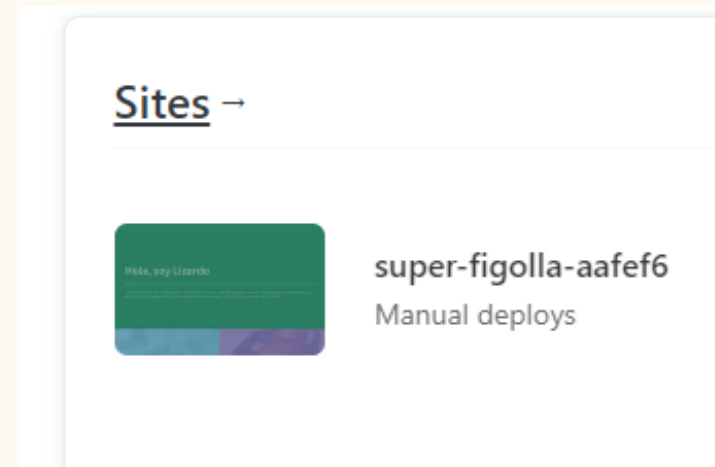 Sites →
Hola, soy Lizardo
super-figolla-aafef6
Manual deploys